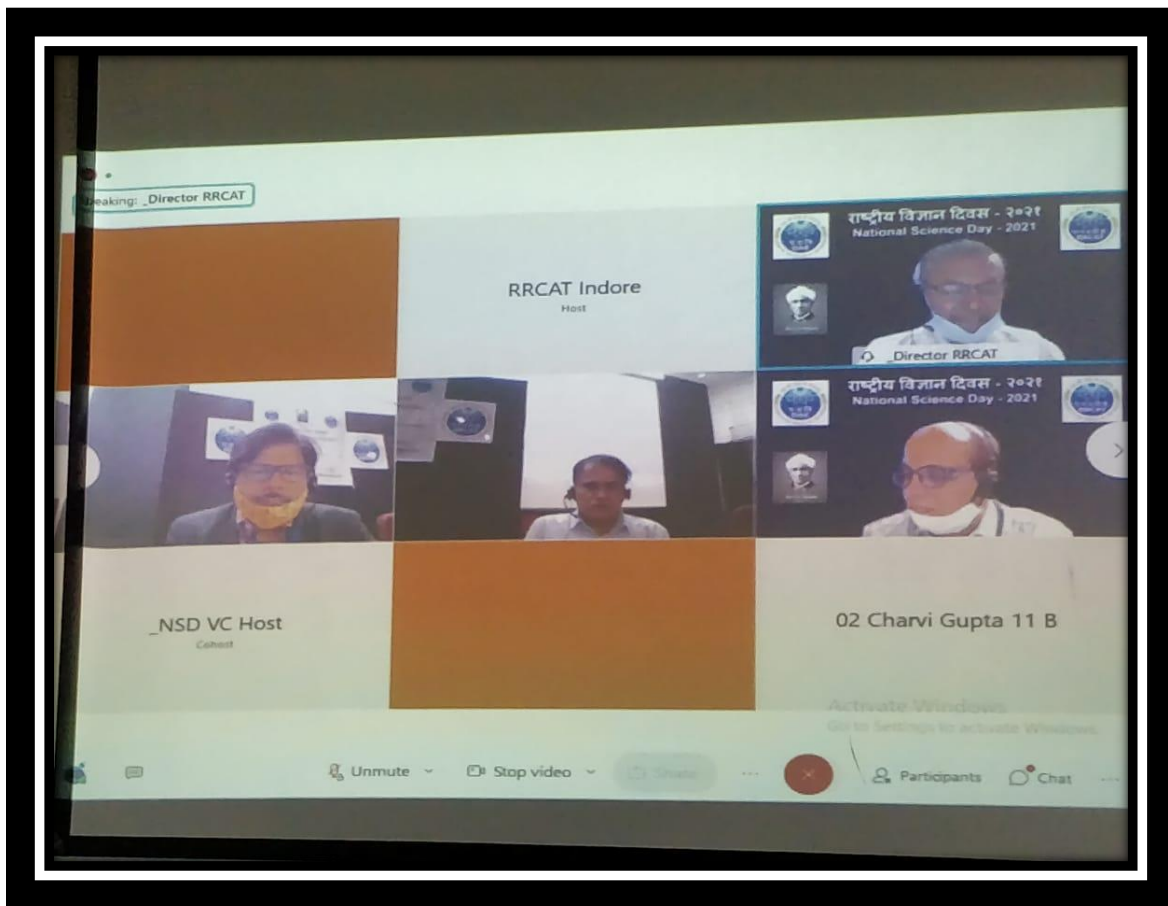 Speaking: _Director RRCAT
RRCAT Indore
Host
राष्ट्रीय विज्ञान दिवस - २०२१
National Science Day - 2021
_Director RRCAT
राष्ट्रीय विज्ञान दिवस - २०२१
National Science Day - 2021
_NSD VC Host
Cohost
02 Charvi Gupta 11 B
Activate Windows
Go to Settings to activate Windows.
Unmute
Stop video
Share
Participants
Chat